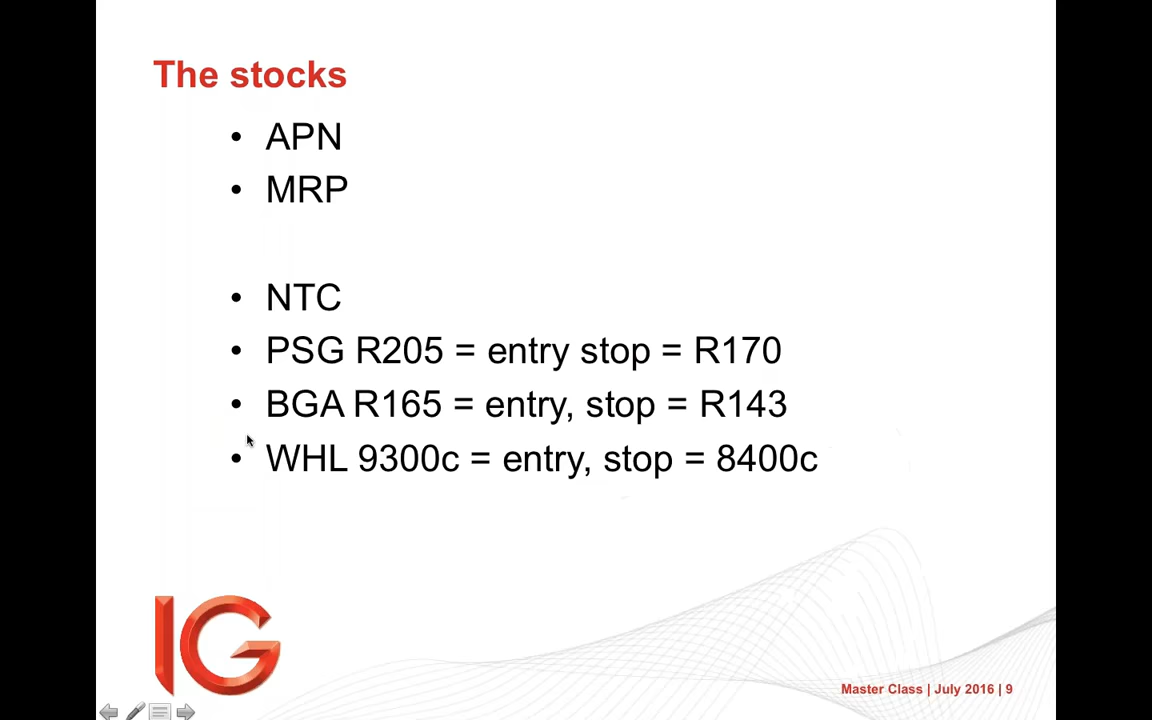 The stocks
• APN
• MRP
• NTC
• PSG R205 = entry stop = R170
• BGA R165 = entry, stop = R143
• WHL 9300c = entry, stop = 8400c
IG
Master Class | July 2016 | 9